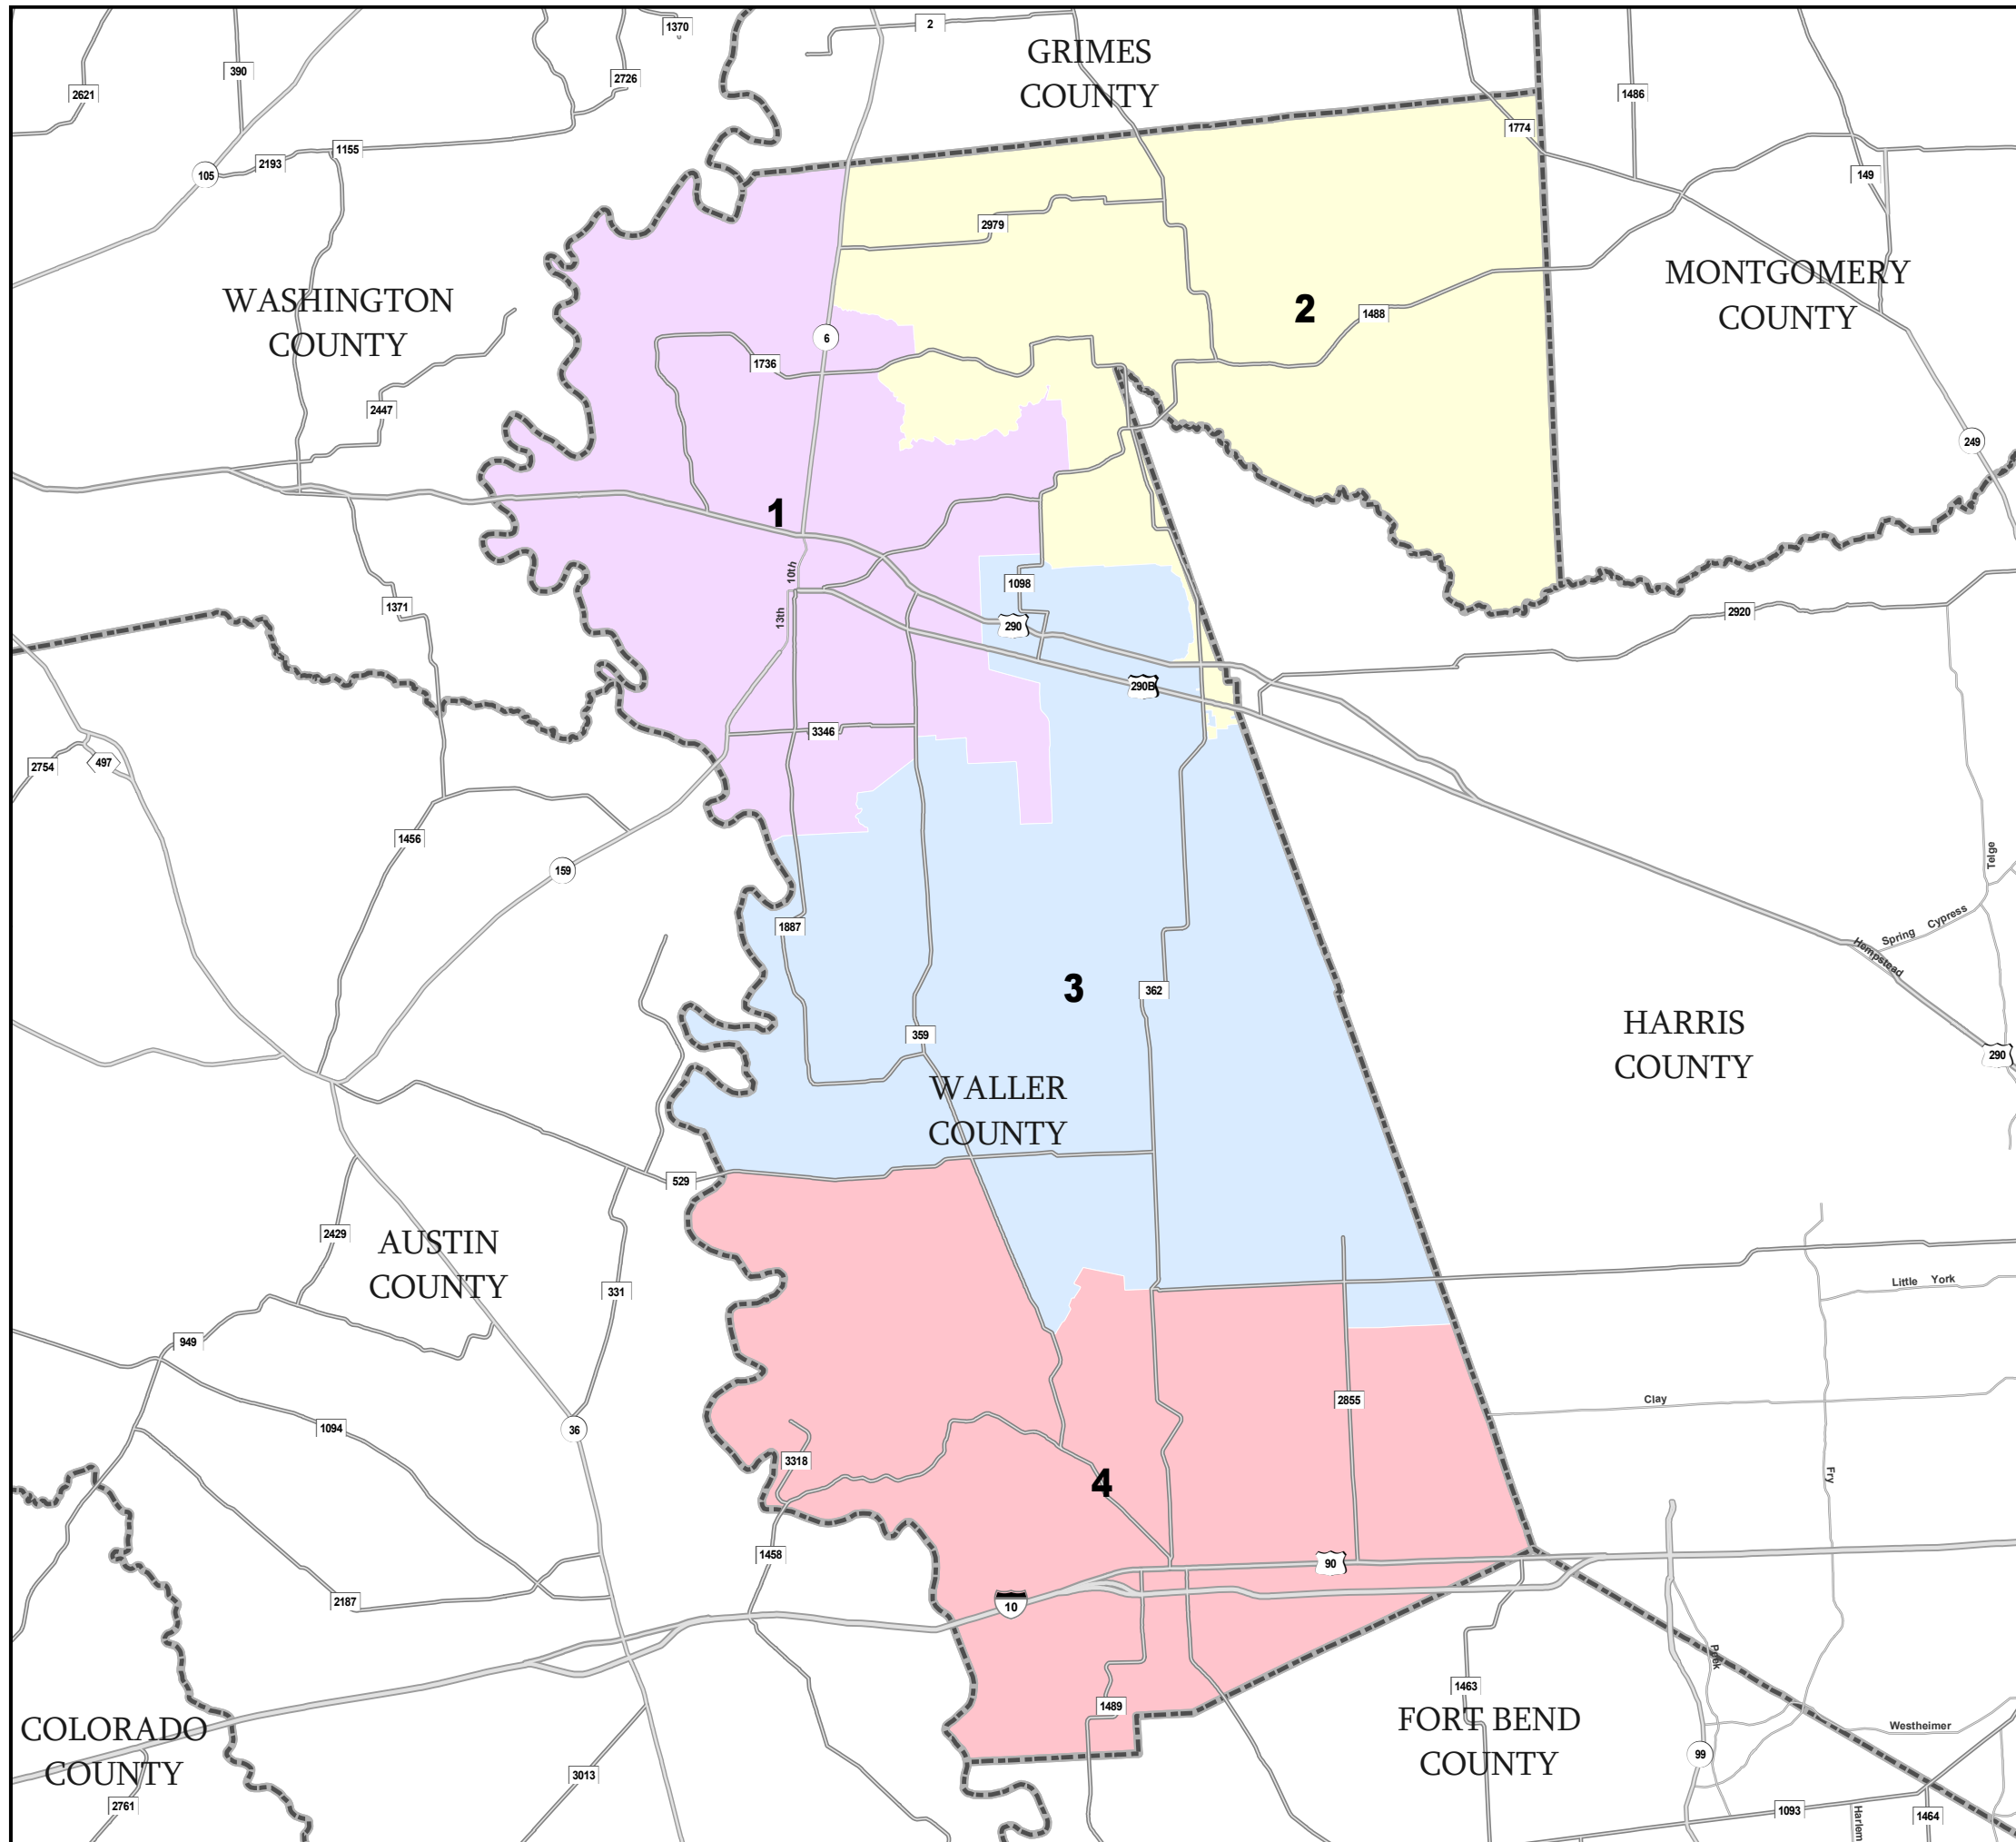 1370
2
GRIMES
COUNTY
390
2621
2726
1486
1774
1155
2193
105
149
2979
WASHINGTON
COUNTY
MONTGOMERY
COUNTY
2
1488
6
1736
2447
249
1
10th
1098
13th
1371
290
2920
290B
3346
2754
497
1456
159
Telge
1887
Spring Cypress
Hempstead
3
362
359
HARRIS
COUNTY
290
WALLER
COUNTY
529
2429
AUSTIN
COUNTY
331
Little York
949
2855
Clay
1094
36
3318
4
Fry
1458
90
2187
10
Peek
1463
1489
COLORADO
COUNTY
FORT BEND
COUNTY
Westheimer
99
3013
2761
1093
Harlem
1464